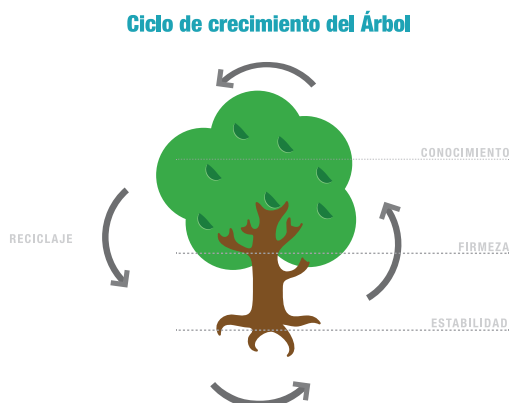 Ciclo de crecimiento del Árbol
CONOCIMIENTO
RECICLAJE
FIRMEZA
ESTABILIDAD